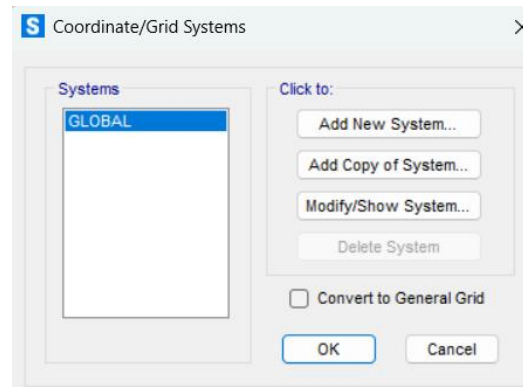 S Coordinate/Grid Systems
Systems
GLOBAL
Click to:
Add New System...
Add Copy of System...
Modify/Show System...
Delete System
Convert to General Grid
OK
Cancel